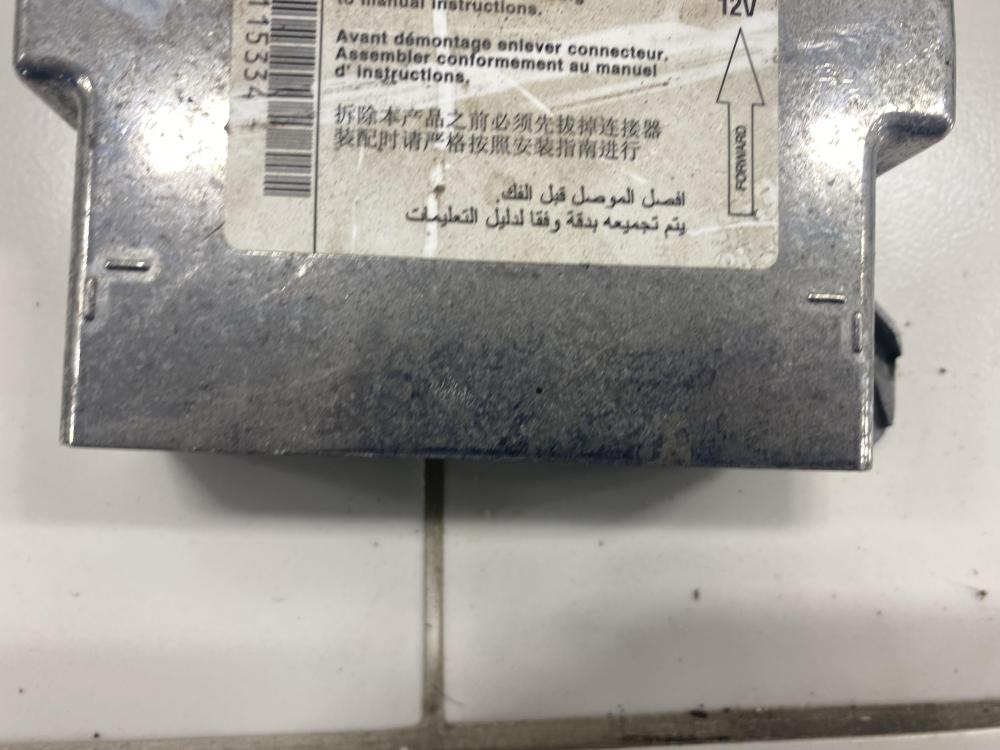 to manual instructions.
12V
Avant démontage enlever connecteur.
Assembler conformement au manuel
d' instructions.
拆除本产品之前必须先拔掉连接器
装配时请严格按照安装指南进行
افصل الموصل قبل الفك.
يتم تجميعه بدقة وفقا لدليل التعليمات
FORWARD
115334